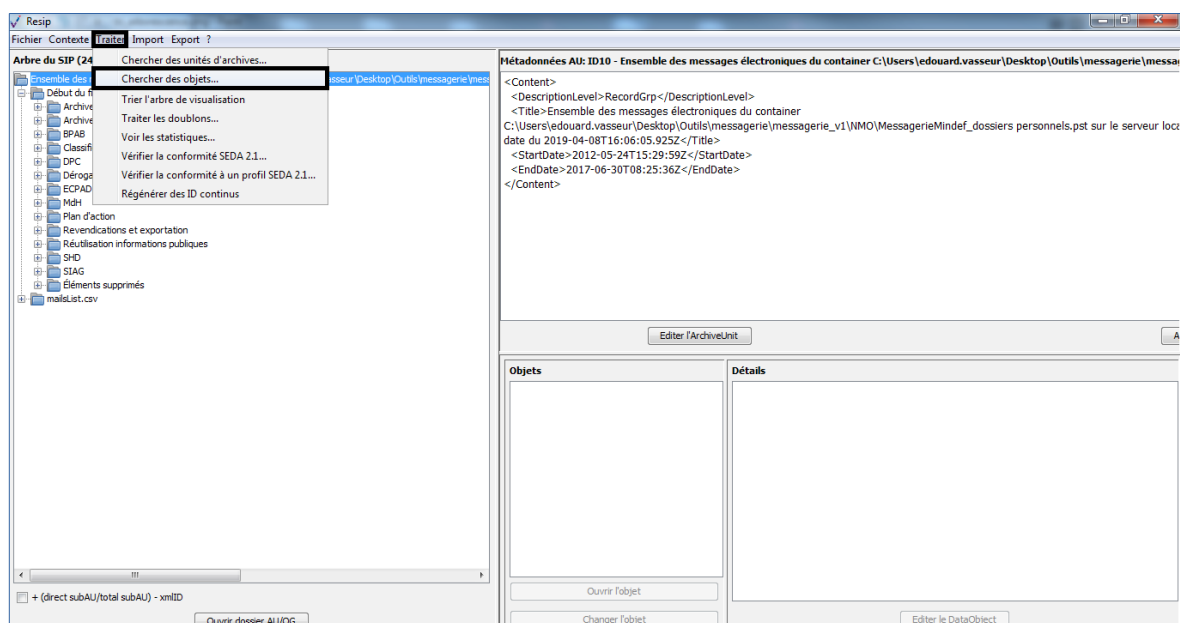 Resip
Fichier Contexte Traiter Import Export ?
Arbre du SIP (24
Chercher des unités d'archives...
Chercher des objets...
Trier l'arbre de visualisation
Traiter les doublons...
Voir les statistiques...
Vérifier la conformité SEDA 2.1...
Vérifier la conformité à un profil SEDA 2.1...
Régénérer des ID continus
Ensemble des
asseur\Desktop\Outils\messagerie\mess
Début du f
Archive
Archive
BPAB
Classifi
DPC
Déroga
ECPAD
MdH
Plan d'action
Revendications et exportation
Réutilisation informations publiques
SHD
SIAG
Éléments supprimés
mailsList.csv
+ (direct subAU/total subAU) - xmlID
Ouvrir dossier AU/OG
Métadonnées AU: ID10 - Ensemble des messages électroniques du container C:\Users\edouard.vasseur\Desktop\Outils\messagerie\messag
<Content>
<DescriptionLevel>RecordGrp</DescriptionLevel>
<Title>Ensemble des messages électroniques du container
C:\Users\edouard.vasseur\Desktop\Outils\messagerie\messagerie_v1\NMO\MessagerieMindef_dossiers personnels.pst sur le serveur loca
date du 2019-04-08T16:06:05.925Z</Title>
<StartDate>2012-05-24T15:29:59Z</StartDate>
<EndDate>2017-06-30T08:25:36Z</EndDate>
</Content>
Editer l'ArchiveUnit
A
Objets
Détails
Ouvrir l'objet
Changer l'objet
Editer le DataObject